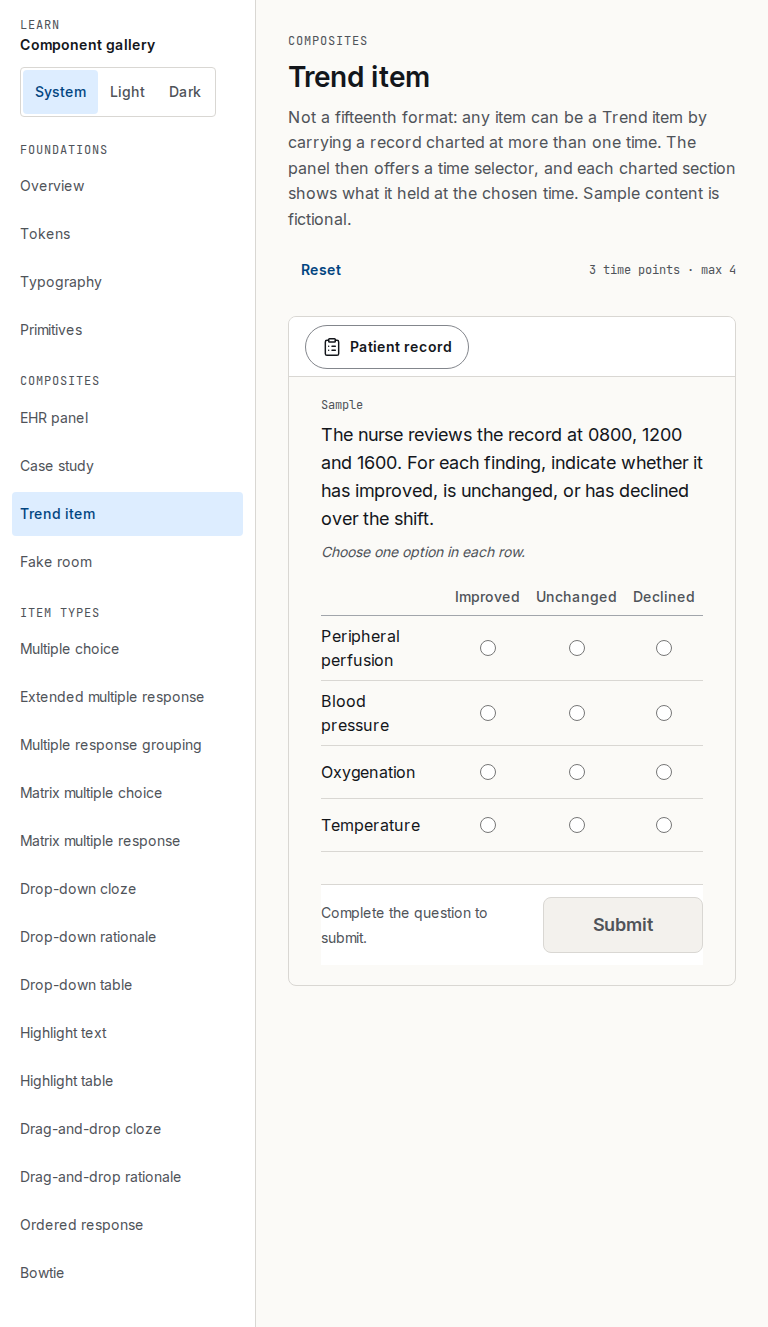 LEARN
Component gallery
System Light Dark
FOUNDATIONS
Overview
Tokens
Typography
Primitives
COMPOSITES
EHR panel
Case study
Trend item
Fake room
ITEM TYPES
Multiple choice
Extended multiple response
Multiple response grouping
Matrix multiple choice
Matrix multiple response
Drop-down cloze
Drop-down rationale
Drop-down table
Highlight text
Highlight table
Drag-and-drop cloze
Drag-and-drop rationale
Ordered response
Bowtie
COMPOSITES
Trend item
Not a fifteenth format: any item can be a Trend item by
carrying a record charted at more than one time. The
panel then offers a time selector, and each charted section
shows what it held at the chosen time. Sample content is
fictional.
Reset 3 time points · max 4
Patient record
Sample
The nurse reviews the record at 0800, 1200
and 1600. For each finding, indicate whether it
has improved, is unchanged, or has declined
over the shift.
Choose one option in each row.
Improved Unchanged Declined
Peripheral
perfusion
Blood
pressure
Oxygenation
Temperature
Complete the question to
submit.
Submit